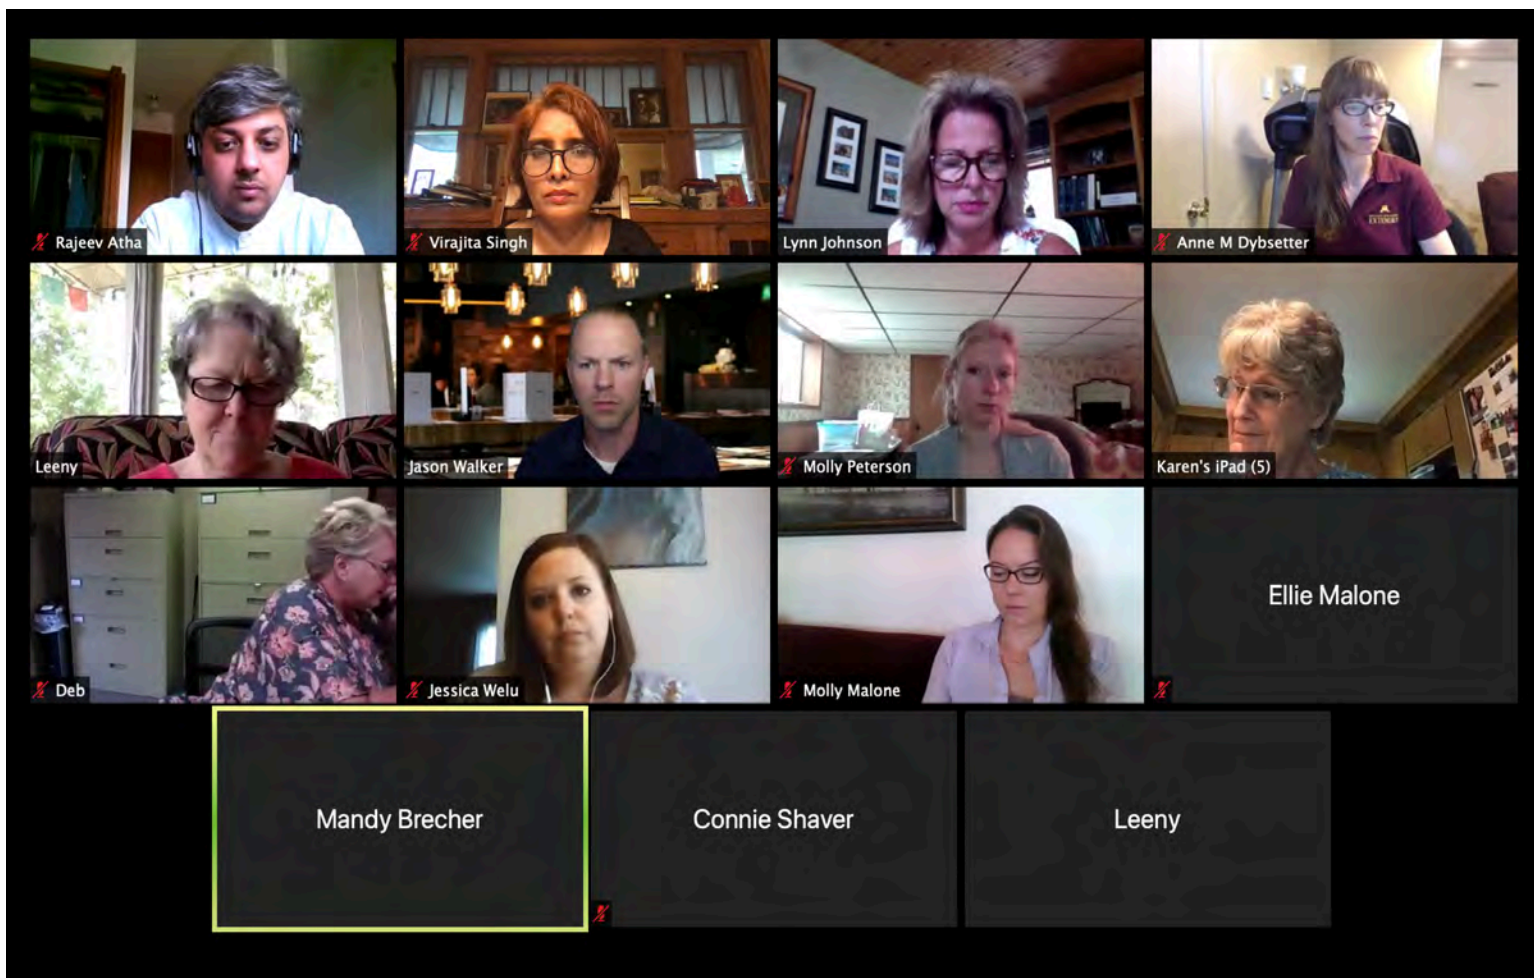 Rajeev Atha
Virajita Singh
Lynn Johnson
Anne M Dybsetter
EXTENSION
Leeny
Jason Walker
Molly Peterson
Karen's iPad (5)
Deb
Jessica Welu
Molly Malone
Ellie Malone
Mandy Brecher
Connie Shaver
Leeny